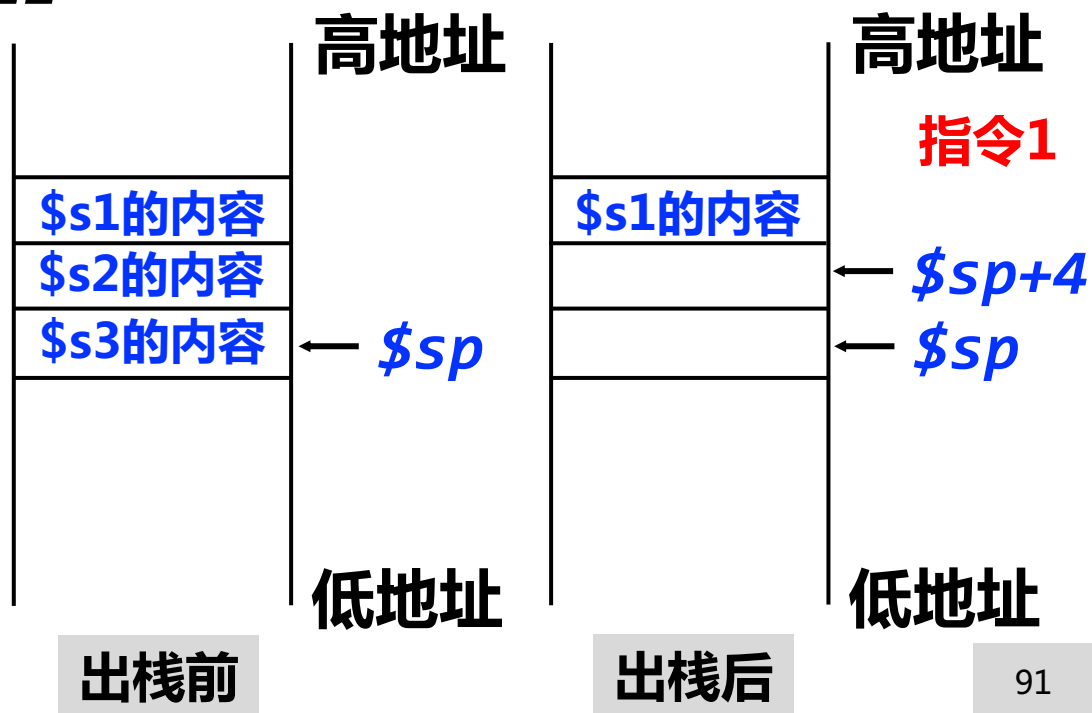 高地址
高地址
指令1
$s1的内容
$s2的内容
$s3的内容
$sp
$s1的内容
$sp+4
$sp
低地址
低地址
出栈前
出栈后
91